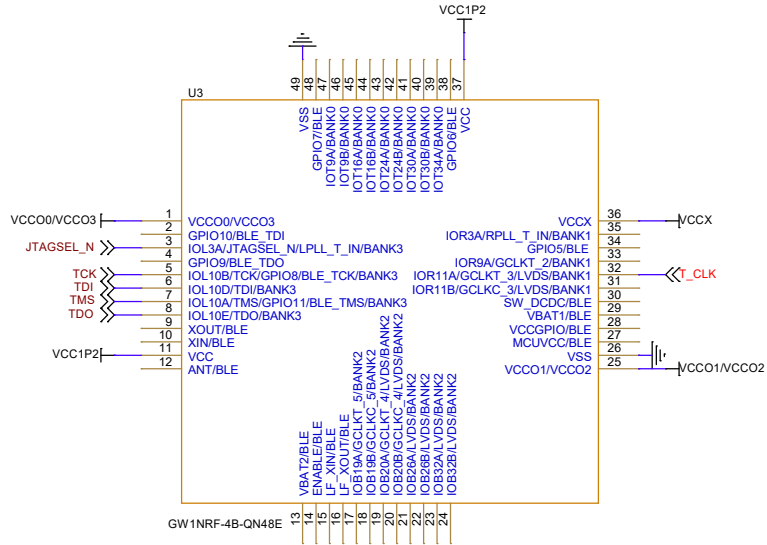 VCC1P2
U3
49
48
47
46
45
44
43
42
41
40
39
38
37
VSS
GPIO7/BLE
IOT9A/BANK0
IOT9B/BANK0
IOT16A/BANK0
IOT16B/BANK0
IOT24A/BANK0
IOT24B/BANK0
IOT30A/BANK0
IOT30B/BANK0
IOT34A/BANK0
GPIO6/BLE
VCC
VCCO0/VCCO3 1 VCCO0/VCCO3
2 GPIO10/BLE_TDI
JTAGSEL_N 3 IOL3A/JTAGSEL_N/LPLL_T_IN/BANK3
4 GPIO9/BLE_TDO
TCK 5 IOL10B/TCK/GPIO8/BLE_TCK/BANK3
TDI 6 IOL10D/TDI/BANK3
TMS 7 IOL10A/TMS/GPIO11/BLE_TMS/BANK3
TDO 8 IOL10E/TDO/BANK3
9 XOUT/BLE
10 XIN/BLE
VCC1P2 11 VCC
12 ANT/BLE
VCCX 36 VCCX
IOR3A/RPLL_T_IN/BANK1 35
GPIO5/BLE 34
IOR9A/GCLKT_2/BANK1 33
IOR11A/GCLKT_3/LVDS/BANK1 32 T_CLK
IOR11B/GCLKC_3/LVDS/BANK1 31
SW_DCDC/BLE 30
VBAT1/BLE 29
VCCGPIO/BLE 28
MCUVCC/BLE 27
VSS 26
VCCO1/VCCO2 25 VCCO1/VCCO2
VBAT2/BLE
ENABLE/BLE
LF_XIN/BLE
LF_XOUT/BLE
IOB19A/GCLKT_5/BANK2
IOB19B/GCLKC_5/BANK2
IOB20A/GCLKT_4/LVDS/BANK2
IOB20B/GCLKC_4/LVDS/BANK2
IOB26A/LVDS/BANK2
IOB26B/LVDS/BANK2
IOB32A/LVDS/BANK2
IOB32B/LVDS/BANK2
GW1NRF-4B-QN48E
13
14
15
16
17
18
19
20
21
22
23
24